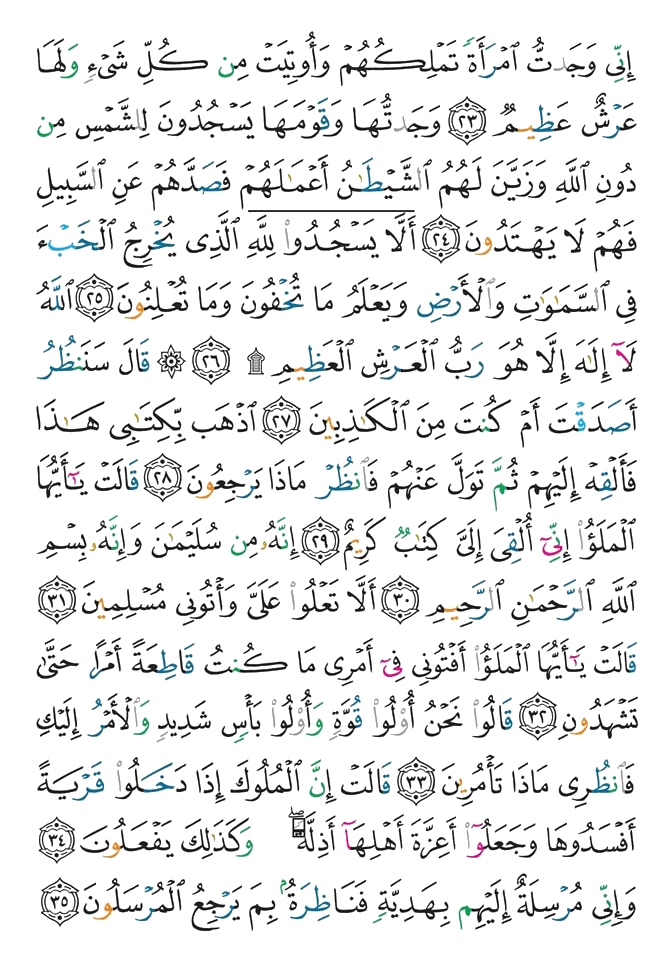 إِنِّي وَجَدتُّ ٱمۡرَأَةٗ تَمۡلِكُهُمۡ وَأُوتِيَتۡ مِن كُلِّ شَيۡءٖ وَلَهَا
عَرۡشٌ عَظِيمٞ ٢٣ وَجَدتُّهَا وَقَوۡمَهَا يَسۡجُدُونَ لِلشَّمۡسِ مِن
دُونِ ٱللَّهِ وَزَيَّنَ لَهُمُ ٱلشَّيۡطَٰنُ أَعۡمَٰلَهُمۡ فَصَدَّهُمۡ عَنِ ٱلسَّبِيلِ
فَهُمۡ لَا يَهۡتَدُونَ ٢٤ أَلَّاۤ يَسۡجُدُواْ لِلَّهِ ٱلَّذِي يُخۡرِجُ ٱلۡخَبۡءَ
فِي ٱلسَّمَٰوَٰتِ وَٱلۡأَرۡضِ وَيَعۡلَمُ مَا تُخۡفُونَ وَمَا تُعۡلِنُونَ ٢٥ ٱللَّهُ
لَآ إِلَٰهَ إِلَّا هُوَ رَبُّ ٱلۡعَرۡشِ ٱلۡعَظِيمِ ۩ ٢٦ ۞ قَالَ سَنَنظُرُ
أَصَدَقۡتَ أَمۡ كُنتَ مِنَ ٱلۡكَٰذِبِينَ ٢٧ ٱذۡهَب بِّكِتَٰبِي هَٰذَا
فَأَلۡقِهۡ إِلَيۡهِمۡ ثُمَّ تَوَلَّ عَنۡهُمۡ فَٱنظُرۡ مَاذَا يَرۡجِعُونَ ٢٨ قَالَتۡ يَٰٓأَيُّهَا
ٱلۡمَلَؤُاْ إِنِّيٓ أُلۡقِيَ إِلَيَّ كِتَٰبٞ كَرِيمٌ ٢٩ إِنَّهُۥ مِن سُلَيۡمَٰنَ وَإِنَّهُۥ بِسۡمِ
ٱللَّهِ ٱلرَّحۡمَٰنِ ٱلرَّحِيمِ ٣٠ أَلَّا تَعۡلُواْ عَلَيَّ وَأۡتُونِي مُسۡلِمِينَ ٣١
قَالَتۡ يَٰٓأَيُّهَا ٱلۡمَلَؤُاْ أَفۡتُونِي فِيٓ أَمۡرِي مَا كُنتُ قَاطِعَةً أَمۡرًا حَتَّىٰ
تَشۡهَدُونِ ٣٢ قَالُواْ نَحۡنُ أُوْلُواْ قُوَّةٖ وَأُوْلُواْ بَأۡسٖ شَدِيدٖ وَٱلۡأَمۡرُ إِلَيۡكِ
فَٱنظُرِي مَاذَا تَأۡمُرِينَ ٣٣ قَالَتۡ إِنَّ ٱلۡمُلُوكَ إِذَا دَخَلُواْ قَرۡيَةً
أَفۡسَدُوهَا وَجَعَلُوٓاْ أَعِزَّةَ أَهۡلِهَآ أَذِلَّةٗۚ وَكَذَٰلِكَ يَفۡعَلُونَ ٣٤
وَإِنِّي مُرۡسِلَةٌ إِلَيۡهِم بِهَدِيَّةٖ فَنَاظِرَةُۢ بِمَ يَرۡجِعُ ٱلۡمُرۡسَلُونَ ٣٥